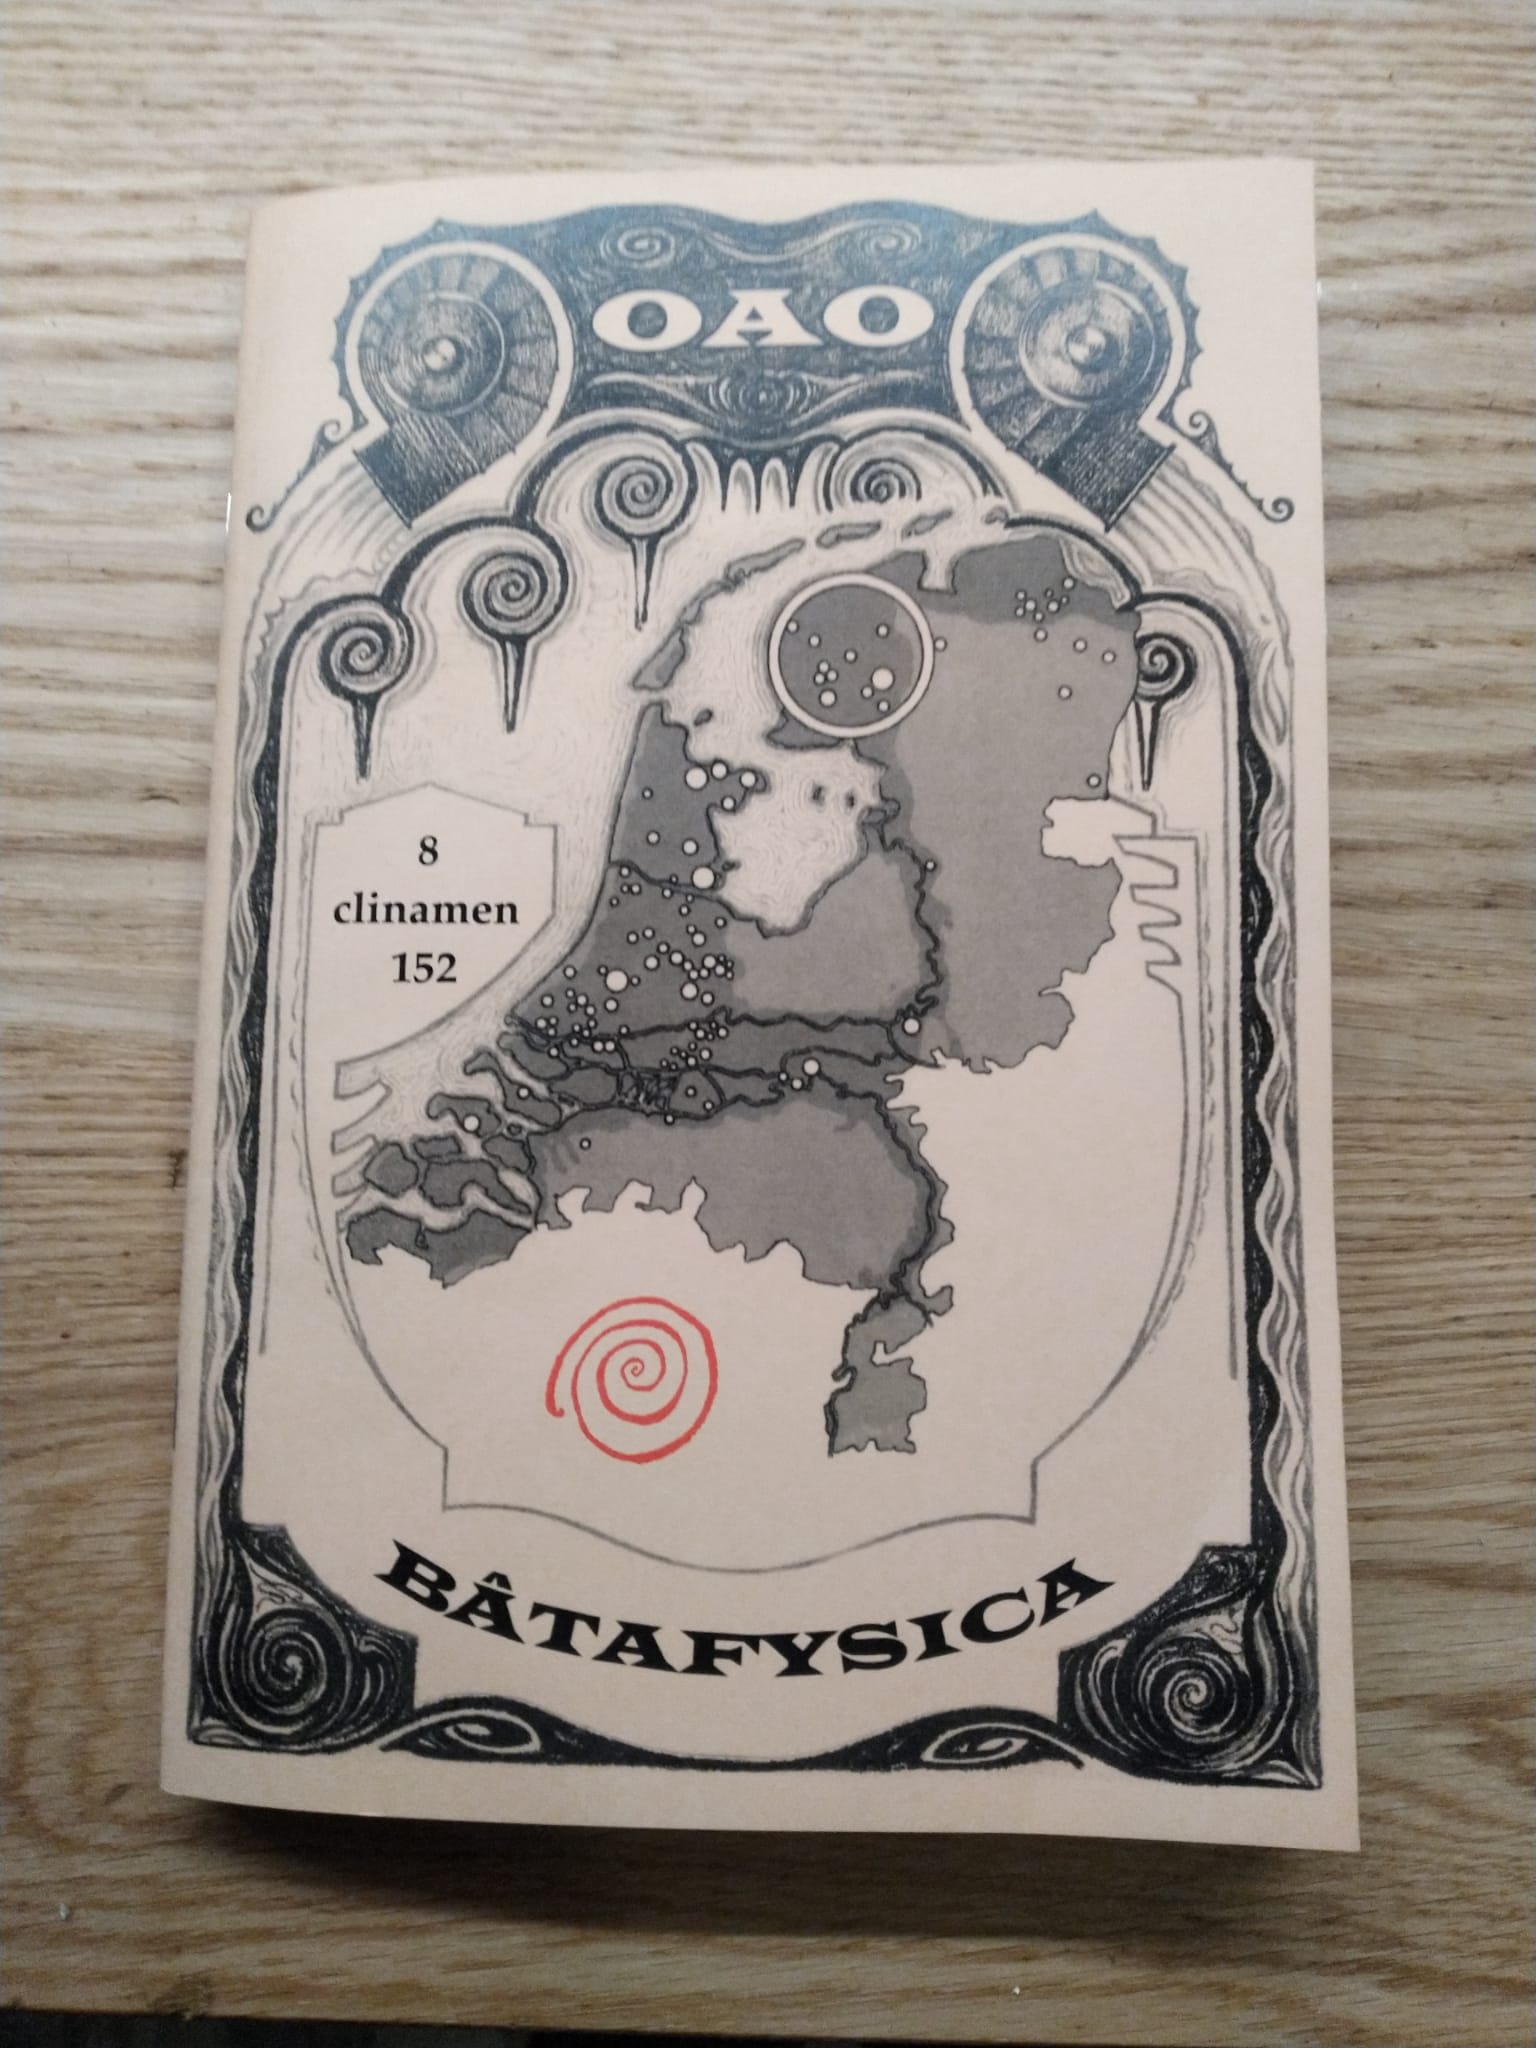 OAO
8
clinamen
152
BÂTAFYSICA